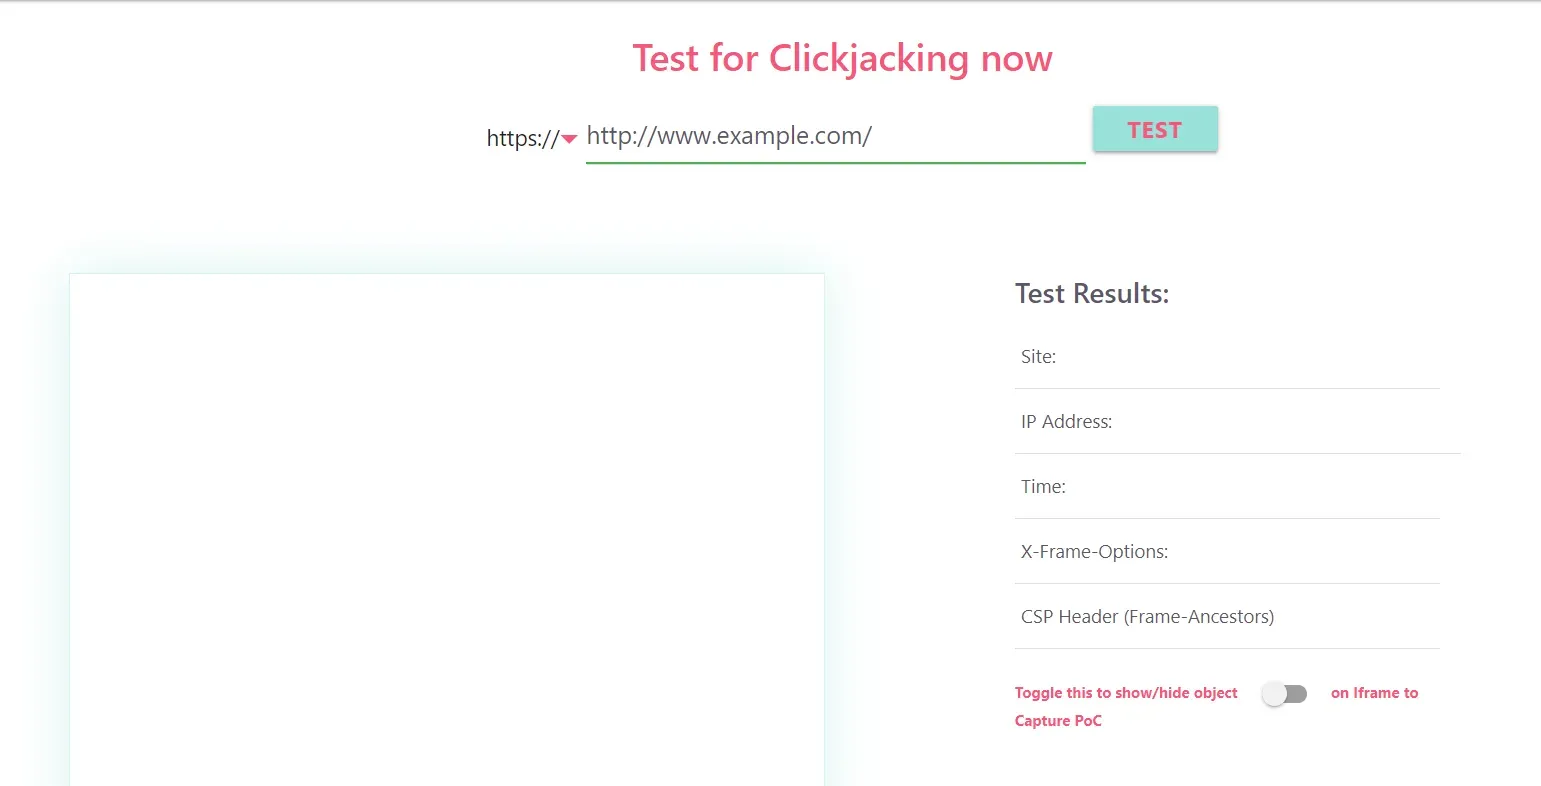 Test for Clickjacking now
https:// http://www.example.com/ TEST
Test Results:
Site:
IP Address:
Time:
X-Frame-Options:
CSP Header (Frame-Ancestors)
Toggle this to show/hide object on Iframe to
Capture PoC